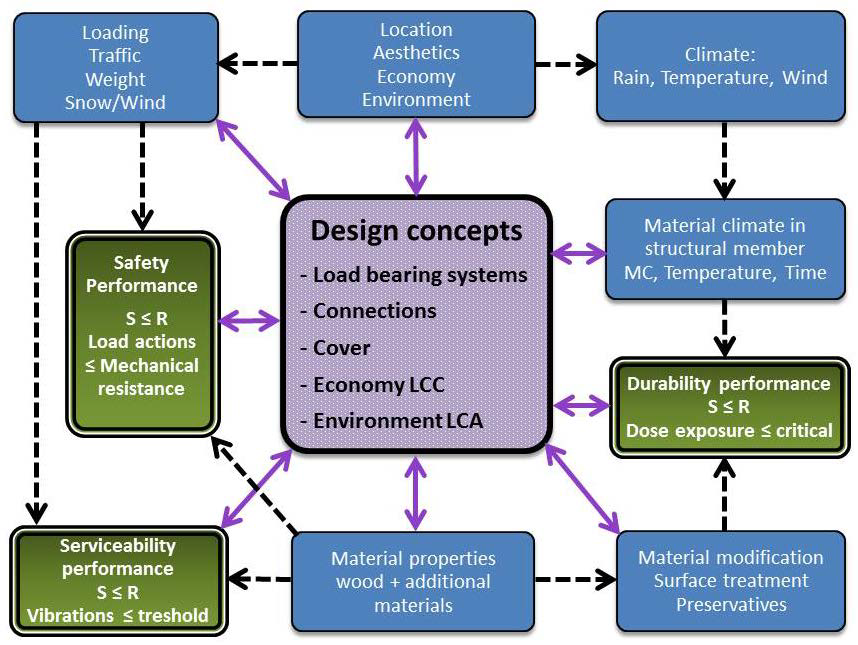 Loading
Traffic
Weight
Snow/Wind
Location
Aesthetics
Economy
Environment
Climate:
Rain, Temperature, Wind
Safety
Performance
S ≤ R
Load actions
≤ Mechanical
resistance
Design concepts
- Load bearing systems
- Connections
- Cover
- Economy LCC
- Environment LCA
Material climate in
structural member
MC, Temperature, Time
Durability performance
S ≤ R
Dose exposure ≤ critical
Serviceability
performance
S ≤ R
Vibrations ≤ treshold
Material properties
wood + additional
materials
Material modification
Surface treatment
Preservatives